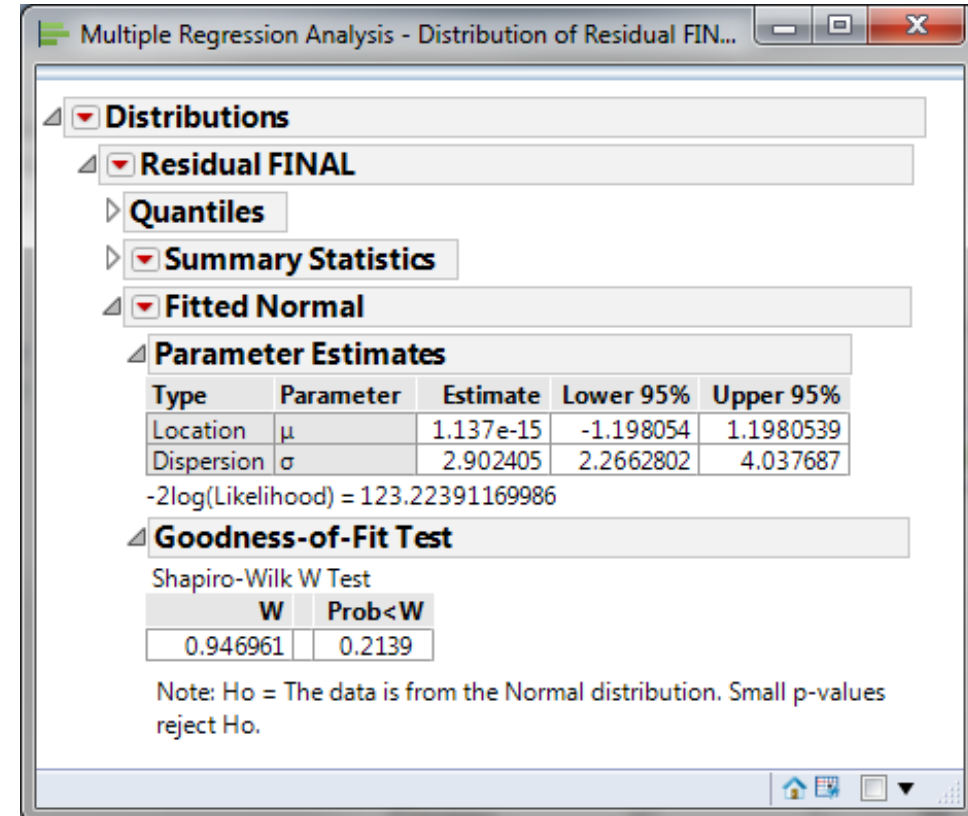 Multiple Regression Analysis - Distribution of Residual FIN...
Distributions
Residual FINAL
Quantiles
Summary Statistics
Fitted Normal
Parameter Estimates
Type Parameter Estimate Lower 95% Upper 95%
Location μ 1.137e-15 -1.198054 1.1980539
Dispersion σ 2.902405 2.2662802 4.037687
-2log(Likelihood) = 123.22391169986
Goodness-of-Fit Test
Shapiro-Wilk W Test
W Prob<W
0.946961 0.2139
Note: Ho = The data is from the Normal distribution. Small p-values
reject Ho.